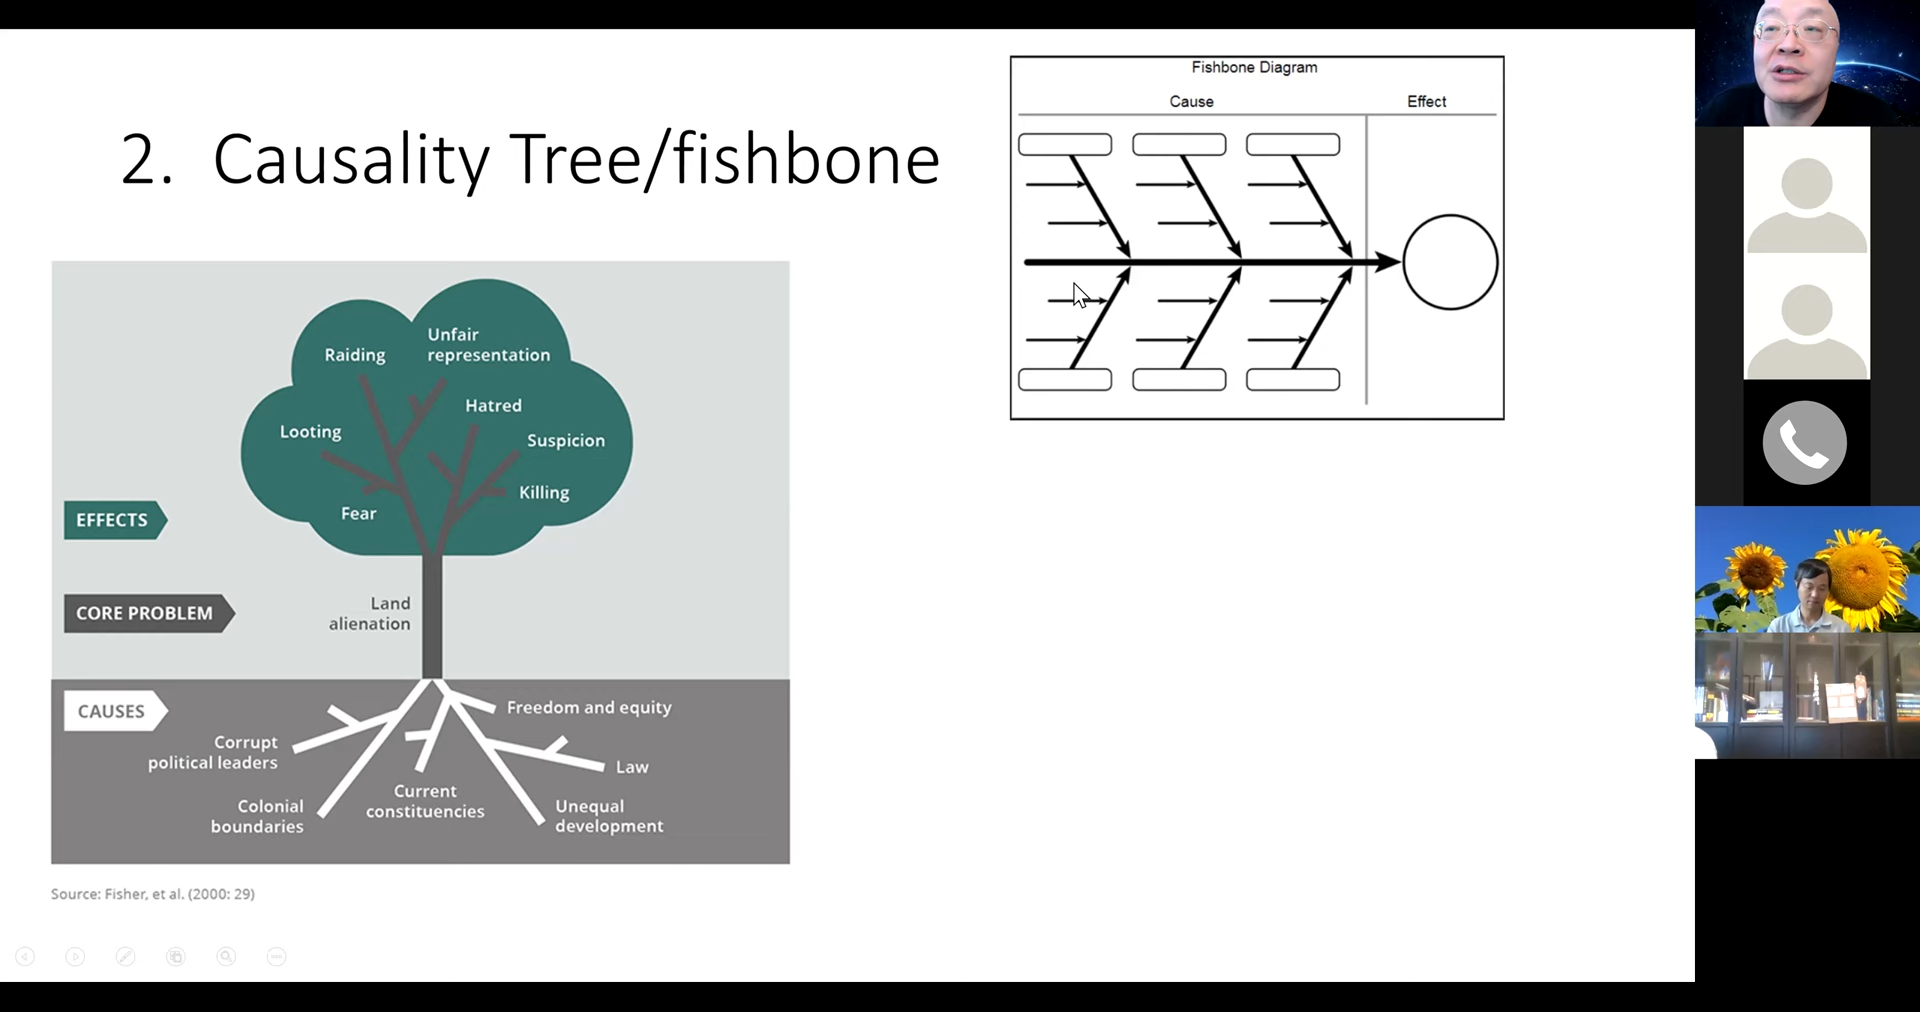 2. Causality Tree/fishbone
Fishbone Diagram
Cause
Effect
Raiding
Unfair
representation
Hatred
Looting
Suspicion
Killing
Fear
EFFECTS
Land
alienation
CORE PROBLEM
CAUSES
Freedom and equity
Corrupt
political leaders
Law
Current
constituencies
Colonial
boundaries
Unequal
development
Source: Fisher, et al. (2000: 29)